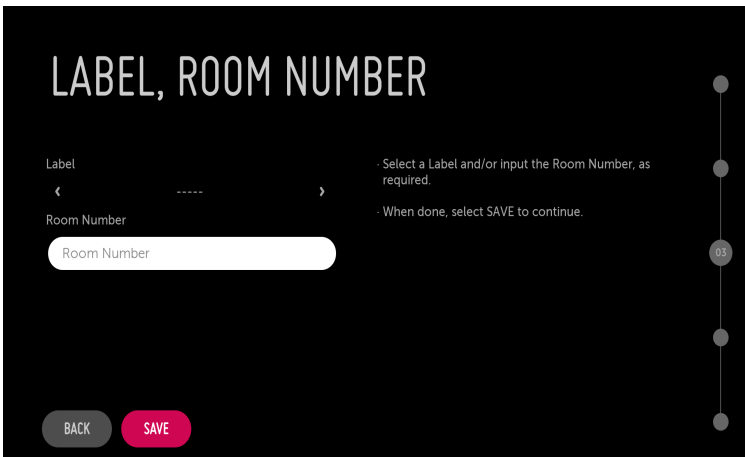 LABEL, ROOM NUMBER
Label
‹ ----- ›
Room Number
Room Number
· Select a Label and/or input the Room Number, as
required.
· When done, select SAVE to continue.
03
BACK
SAVE